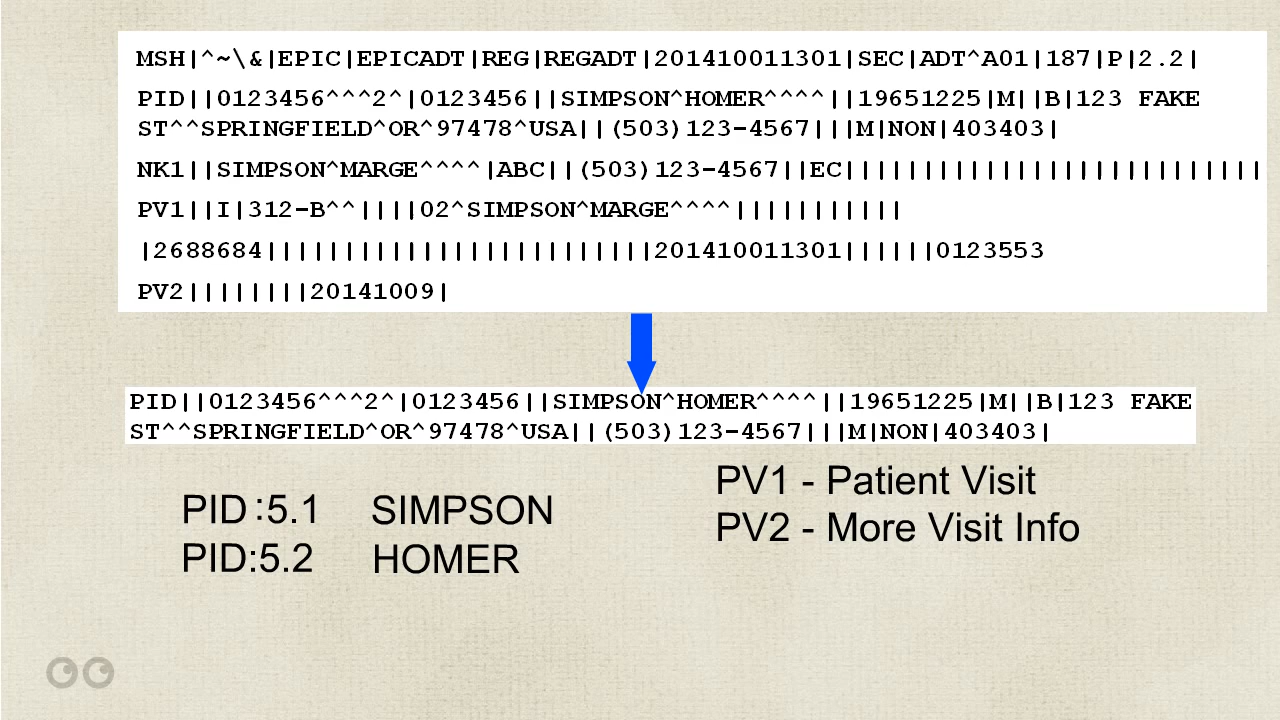 MSH|^~\&|EPIC|EPICADT|REG|REGADT|201410011301|SEC|ADT^A01|187|P|2.2|
PID||0123456^^^2^|0123456||SIMPSON^HOMER^^^^||19651225|M||B|123 FAKE
ST^^SPRINGFIELD^OR^97478^USA||(503)123-4567|||M|NON|403403|
NK1||SIMPSON^MARGE^^^^|ABC||(503)123-4567||EC|||||||||||||||||||||||||||
PV1||I|312-B^^||||02^SIMPSON^MARGE^^^^|||||||||||
|2688684|||||||||||||||||||||||||201410011301||||||0123553
PV2||||||||20141009|
PID||0123456^^^2^|0123456||SIMPSON^HOMER^^^^||19651225|M||B|123 FAKE
ST^^SPRINGFIELD^OR^97478^USA||(503)123-4567|||M|NON|403403|
PID:5.1 SIMPSON
PID:5.2 HOMER
PV1 - Patient Visit
PV2 - More Visit Info